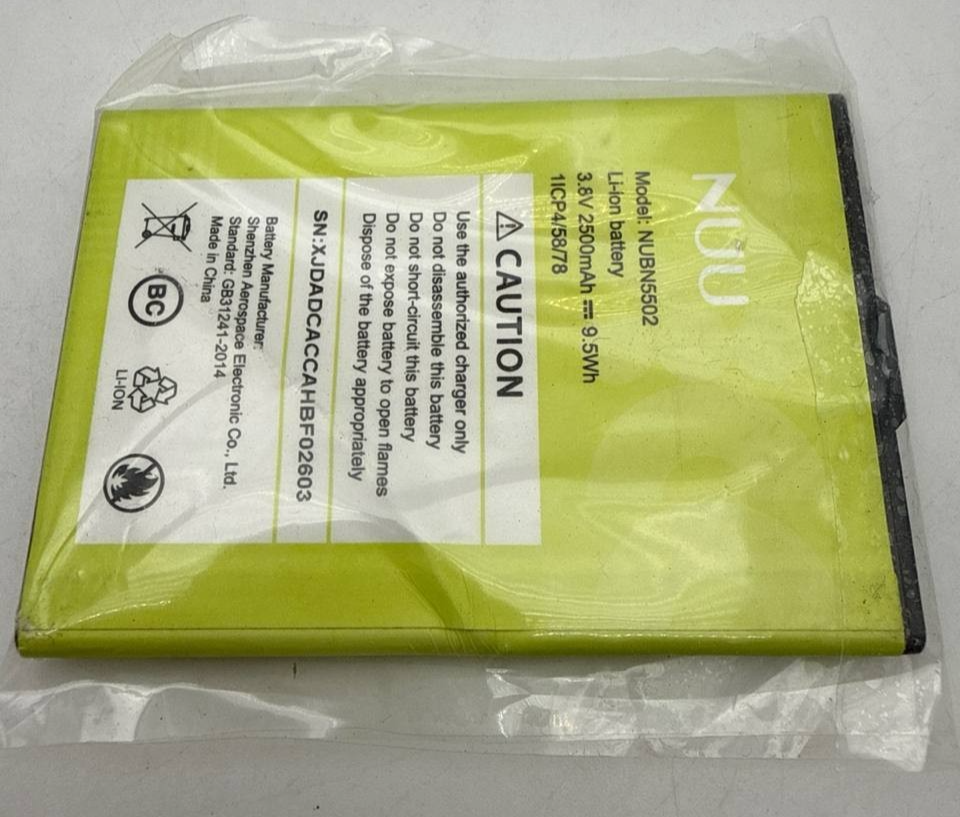 NUU
Model: NUBN5502
Li-ion battery
3.8V 2500mAh ⎓ 9.5Wh
1ICP4/58/78
⚠ CAUTION
Use the authorized charger only
Do not disassemble this battery
Do not short-circuit this battery
Do not expose battery to open flames
Dispose of the battery appropriately
SN:XJDADCACCAHBF02603
Battery Manufacturer:
Shenzhen Aerospace Electronic Co., Ltd.
Standard: GB31241-2014
Made in China
BC
LI-ION